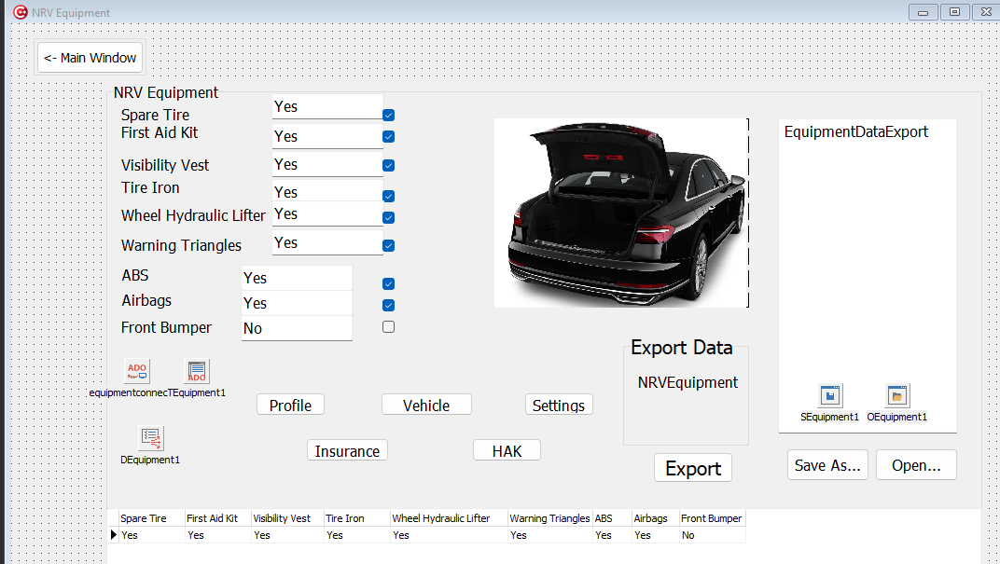 NRV Equipment
<- Main Window
NRV Equipment
Spare Tire Yes
First Aid Kit Yes
Visibility Vest Yes
Tire Iron Yes
Wheel Hydraulic Lifter Yes
Warning Triangles Yes
ABS Yes
Airbags Yes
Front Bumper No
EquipmentDataExport
Export Data
NRVEquipment
ADO ADO
equipmentconnecTEquipment1
DEquipment1
Profile Vehicle Settings
Insurance HAK
Export
SEquipment1 OEquipment1
Save As... Open...
Spare Tire First Aid Kit Visibility Vest Tire Iron Wheel Hydraulic Lifter Warning Triangles ABS Airbags Front Bumper
Yes Yes Yes Yes Yes Yes Yes Yes No